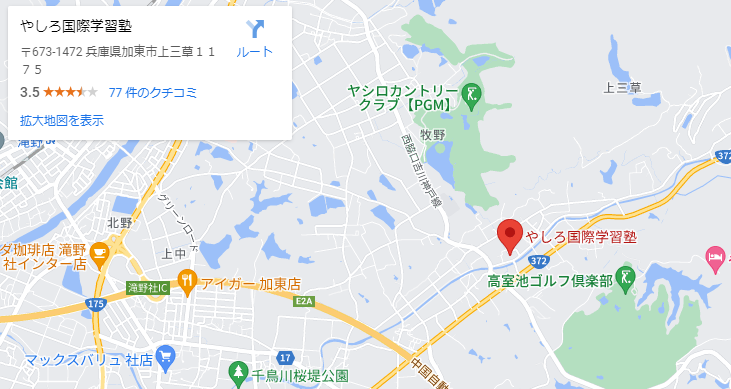 やしろ国際学習塾
〒673-1472 兵庫県加東市上三草１１
７５
ルート
3.5
77 件のクチコミ
拡大地図を表示
ヤシロカントリー
クラブ【PGM】
上三草
牧野
西脇口吉川神戸線
372
会館
北野
グリーンロード
上中
ダ珈琲店 滝野
社インター店
やしろ国際学習塾
372
高室池ゴルフ倶楽部
滝野社IC
アイガー 加東店
E2A
175
マックスバリュ 社店
17
千鳥川桜堤公園
中国自動